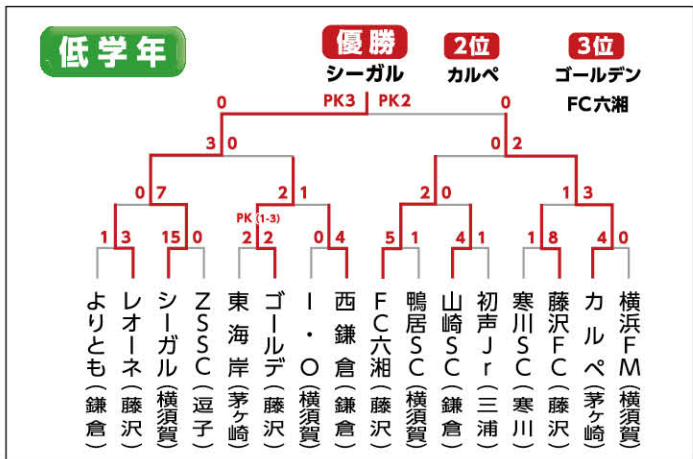 低学年
優勝
シーガル
2位
カルペ
3位
ゴールデン
FC六湘
0 PK3 PK2 0
3 0 0 2
0 7 2 1 2 0 1 3
PK (1-3)
1 3 15 0 2 2 0 4 5 1 4 1 1 8 4 0
よりとも(鎌倉)
レオーネ(藤沢)
シーガル(横須賀)
ZSSC(逗子)
東海岸(茅ヶ崎)
ゴールデ(藤沢)
I・O(横須賀)
西鎌倉(鎌倉)
FC六湘(藤沢)
鴨居SC(横須賀)
山崎SC(鎌倉)
初声Jr(三浦)
寒川SC(寒川)
藤沢FC(藤沢)
カルペ(茅ヶ崎)
横浜FM(横須賀)